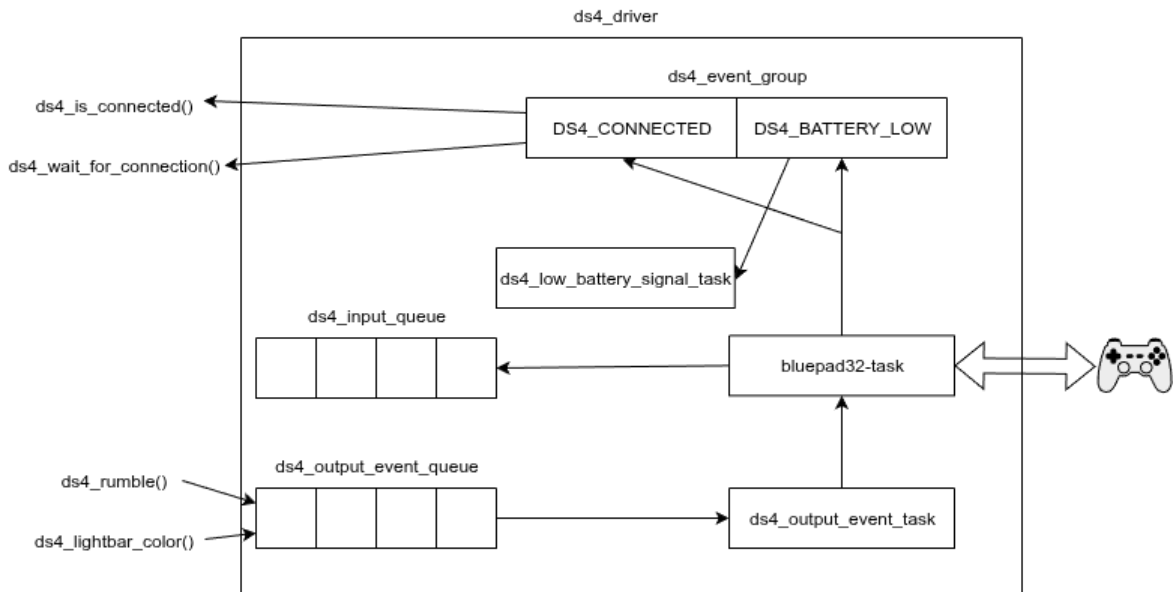 ds4_driver
ds4_event_group
ds4_is_connected()
DS4_CONNECTED
DS4_BATTERY_LOW
ds4_wait_for_connection()
ds4_low_battery_signal_task
ds4_input_queue
bluepad32-task
ds4_output_event_queue
ds4_rumble()
ds4_output_event_task
ds4_lightbar_color()